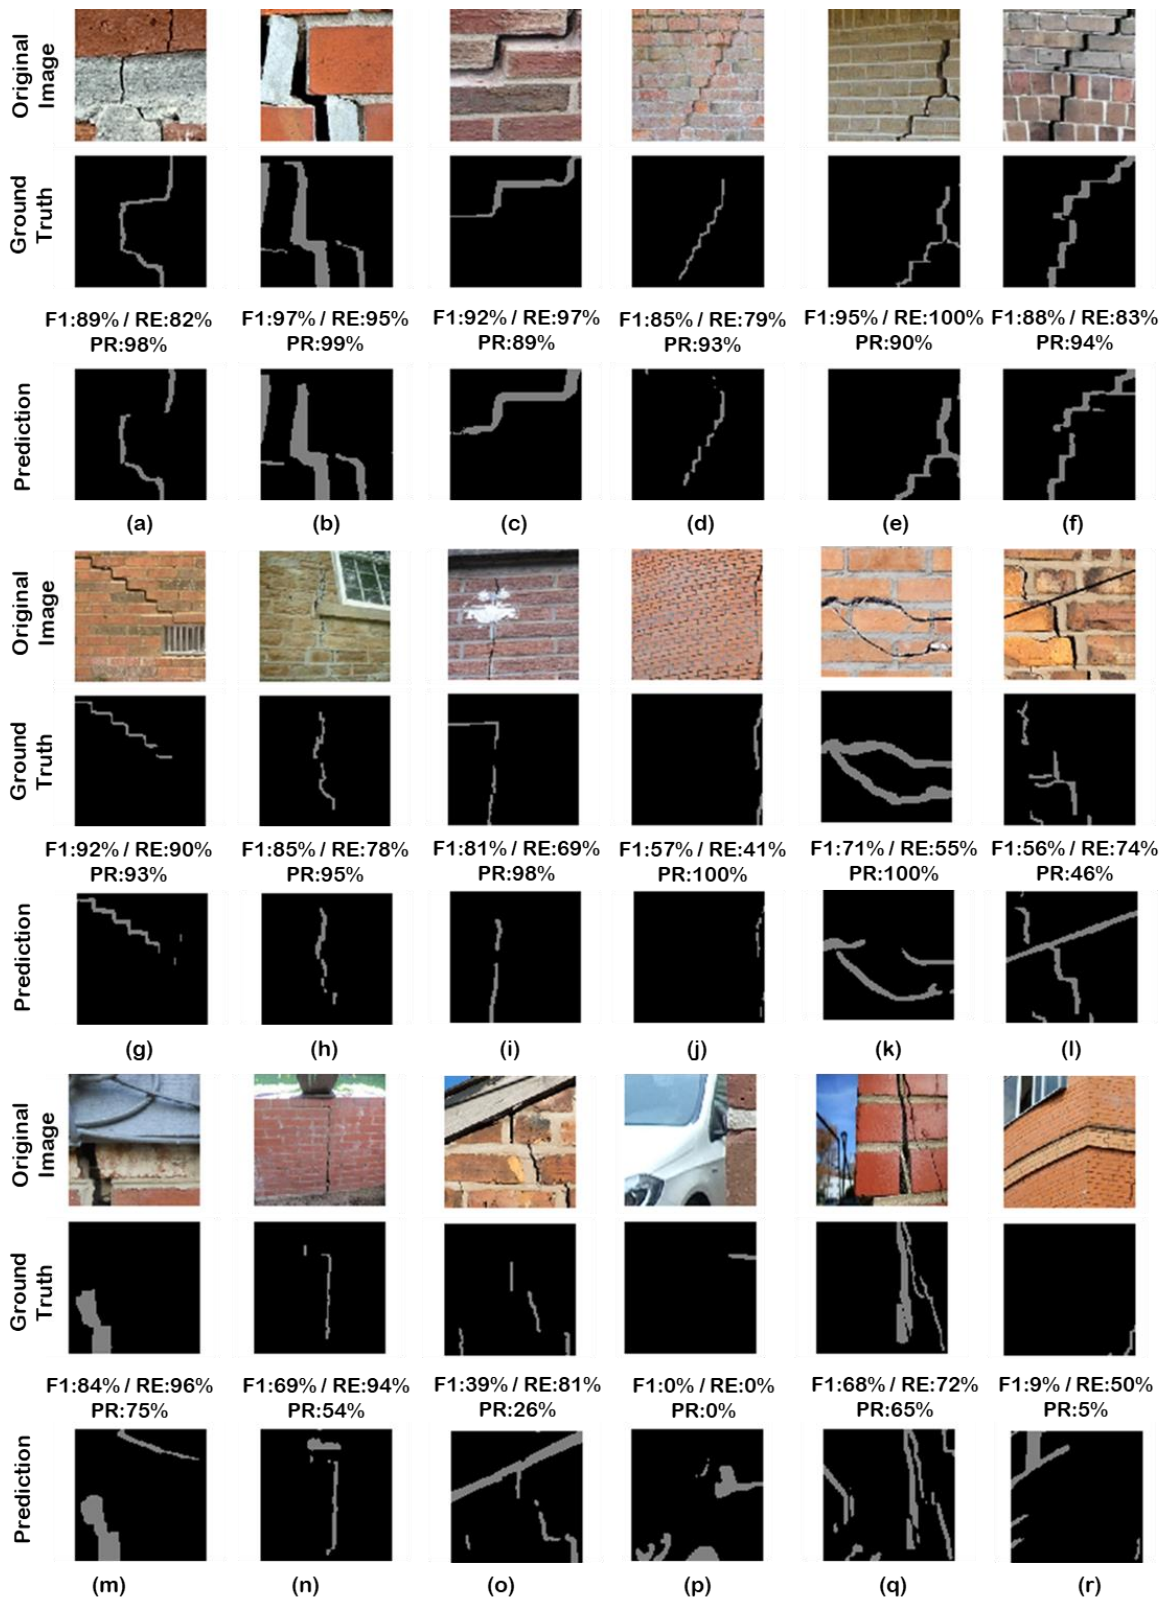 Original
Image
Ground
Truth
F1:89% / RE:82%
PR:98%
F1:97% / RE:95%
PR:99%
F1:92% / RE:97%
PR:89%
F1:85% / RE:79%
PR:93%
F1:95% / RE:100%
PR:90%
F1:88% / RE:83%
PR:94%
Prediction
(a)
(b)
(c)
(d)
(e)
(f)
Original
Image
Ground
Truth
F1:92% / RE:90%
PR:93%
F1:85% / RE:78%
PR:95%
F1:81% / RE:69%
PR:98%
F1:57% / RE:41%
PR:100%
F1:71% / RE:55%
PR:100%
F1:56% / RE:74%
PR:46%
Prediction
(g)
(h)
(i)
(j)
(k)
(l)
Original
Image
Ground
Truth
F1:84% / RE:96%
PR:75%
F1:69% / RE:94%
PR:54%
F1:39% / RE:81%
PR:26%
F1:0% / RE:0%
PR:0%
F1:68% / RE:72%
PR:65%
F1:9% / RE:50%
PR:5%
Prediction
(m)
(n)
(o)
(p)
(q)
(r)